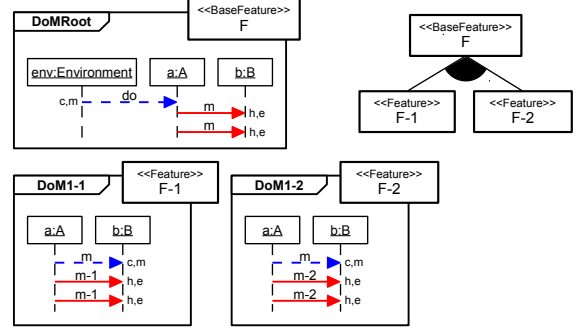 DoMRoot
<<BaseFeature>>
F
env:Environment
a:A
b:B
c,m
do
m
h,e
m
h,e
<<BaseFeature>>
F
<<Feature>>
F-1
<<Feature>>
F-2
DoM1-1
<<Feature>>
F-1
a:A
b:B
m
c,m
m-1
h,e
m-1
h,e
DoM1-2
<<Feature>>
F-2
a:A
b:B
m
c,m
m-2
h,e
m-2
h,e